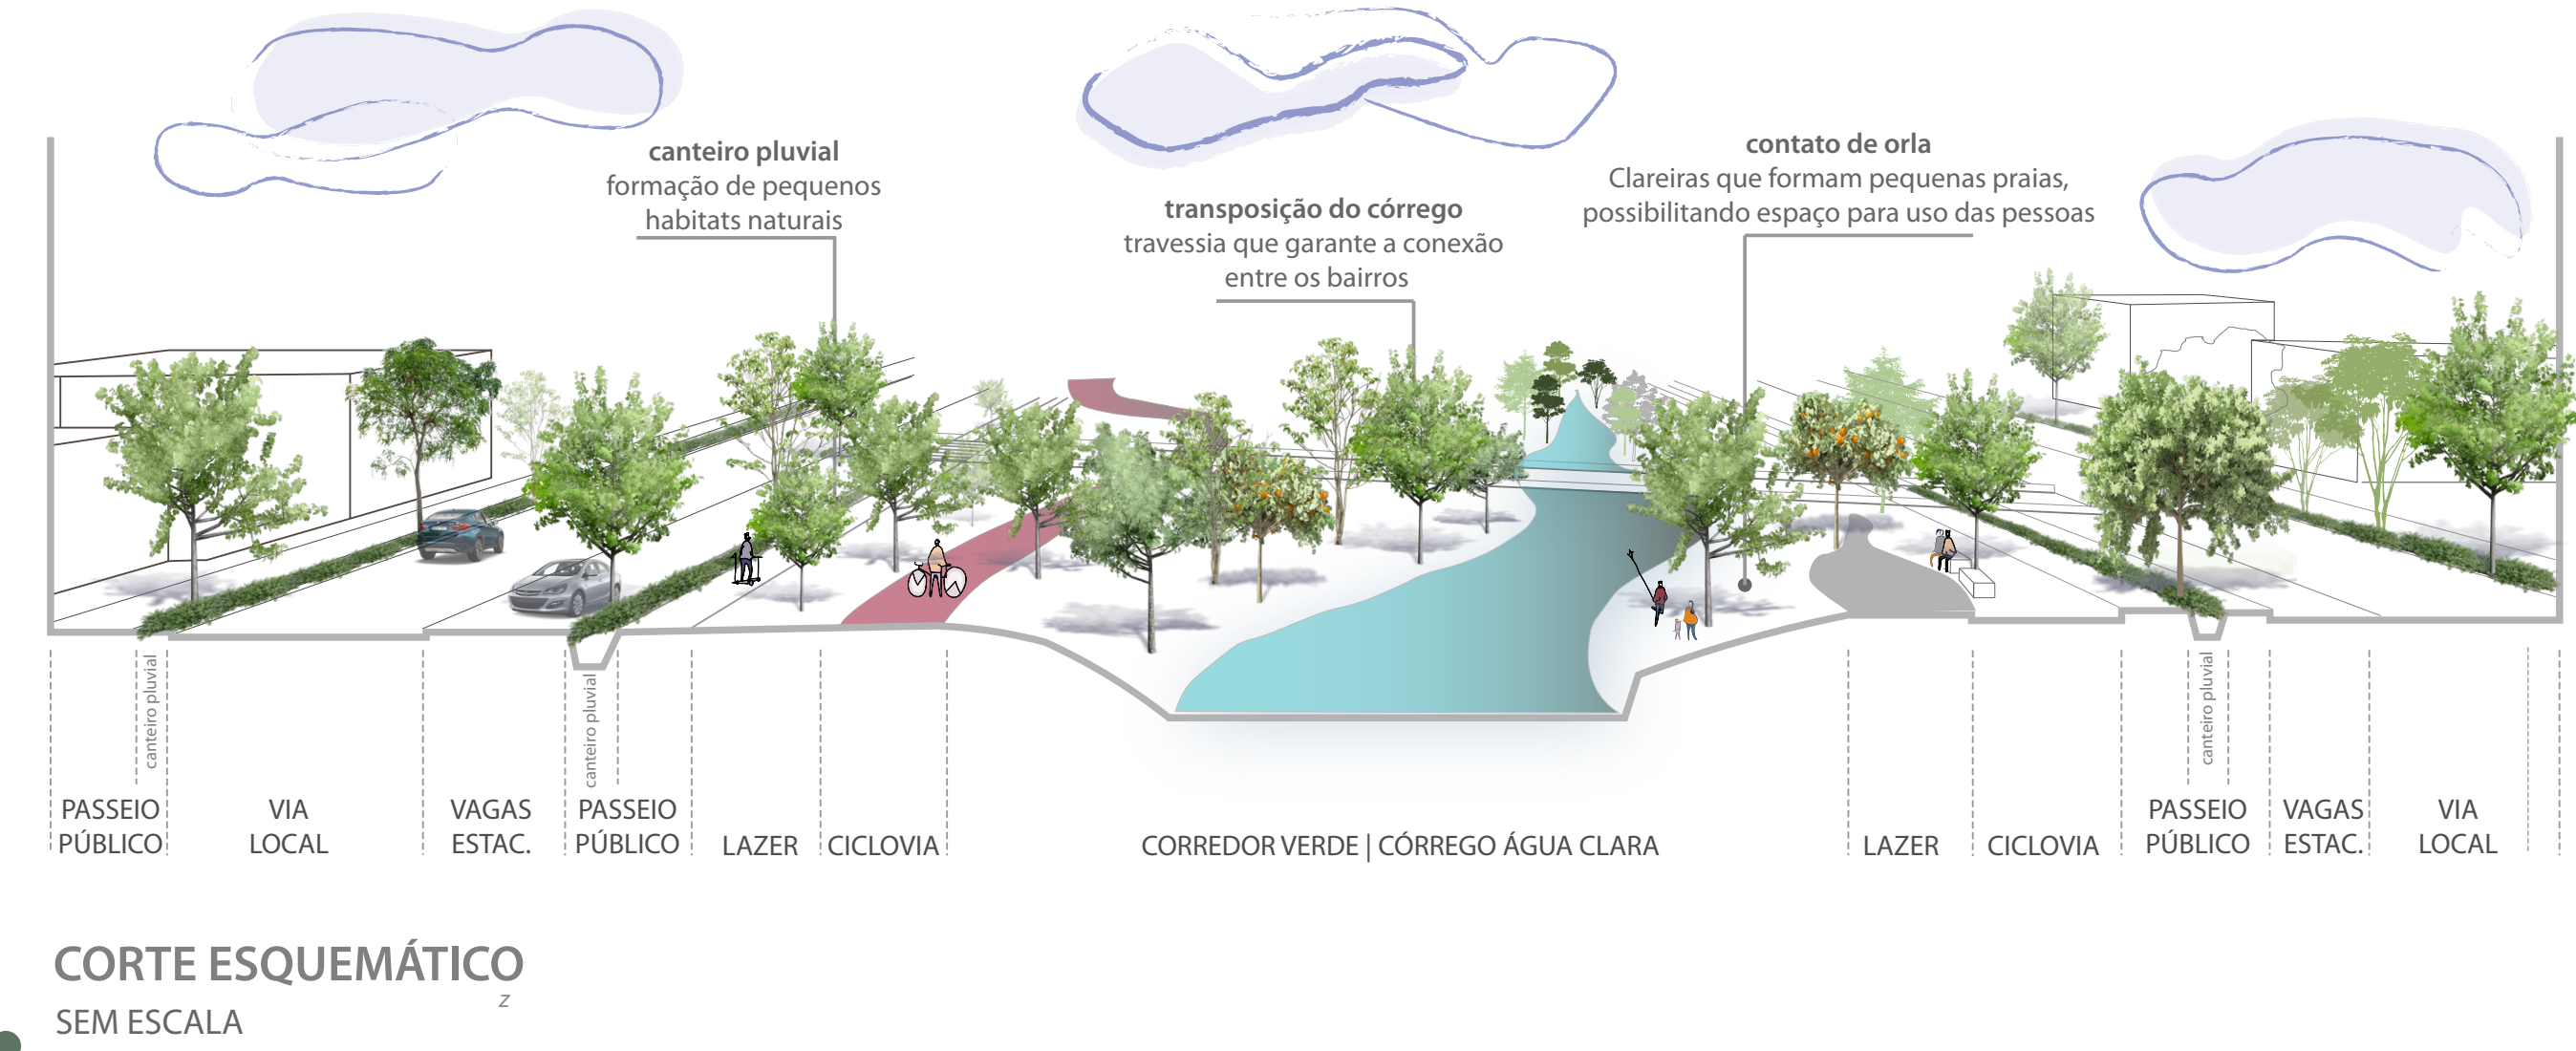 canteiro pluvial
formação de pequenos
habitats naturais
transposição do córrego
travessia que garante a conexão
entre os bairros
contato de orla
Clareiras que formam pequenas praias,
possibilitando espaço para uso das pessoas
canteiro pluvial
canteiro pluvial
canteiro pluvial
PASSEIO
PÚBLICO
VIA
LOCAL
VAGAS
ESTAC.
PASSEIO
PÚBLICO
LAZER
CICLOVIA
CORREDOR VERDE | CÓRREGO ÁGUA CLARA
LAZER
CICLOVIA
PASSEIO
PÚBLICO
VAGAS
ESTAC.
VIA
LOCAL
CORTE ESQUEMÁTICO
z
SEM ESCALA